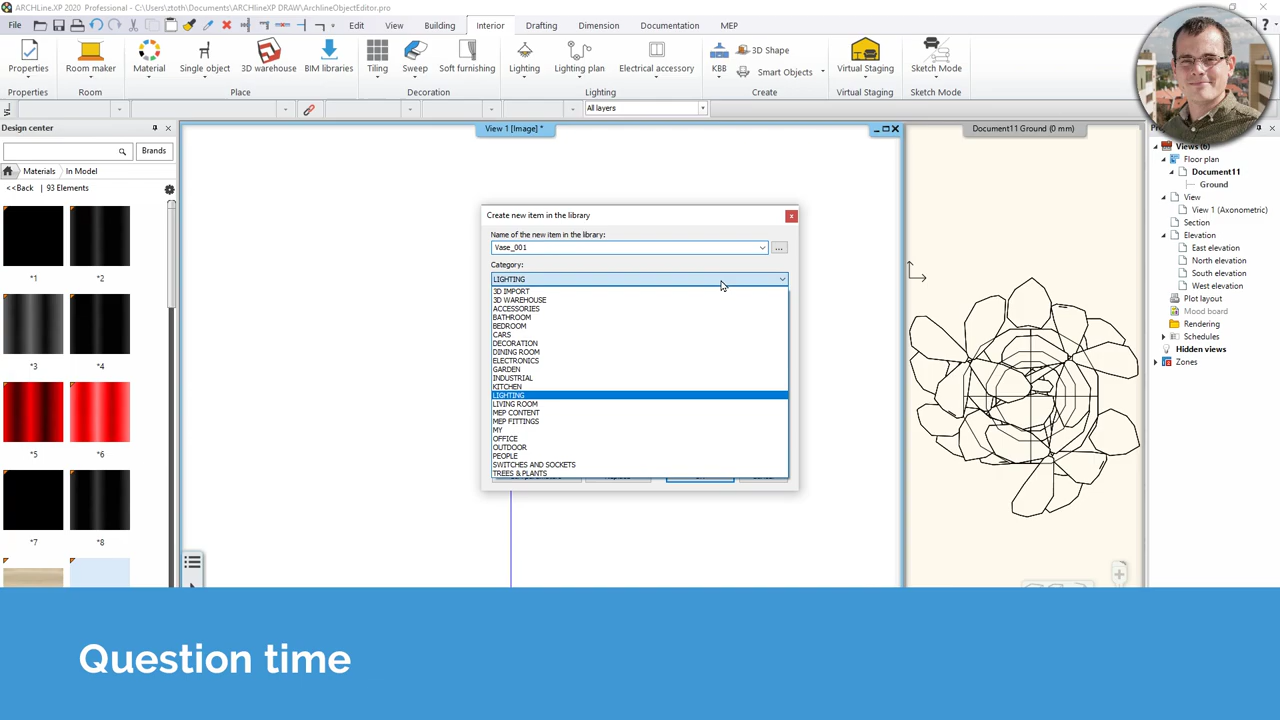 ARCHLine.XP 2020 - C:\Users\ztoth\Documents\ARCHlineXP DRAW\ArchlineObjectEditor.pro
File
Edit
View
Building
Interior
Drafting
Dimension
Documentation
MEP
Properties
Room maker
Material
Single object
3D warehouse
BIM libraries
Tiling
Sweep
Soft furnishing
Lighting
Lighting plan
Electrical accessory
KBB
3D Shape
Smart Objects
Virtual Staging
Sketch Mode
Properties
Room
Place
Decoration
Lighting
Create
Virtual Staging
Sketch Mode
All layers
Design center
Brands
Materials
In Model
<<Back
93 Elements
*1
*2
*3
*4
*5
*6
*7
*8
View 1 [Image] *
Create new item in the library
Name of the new item in the library:
Vase_001
...
Category:
LIGHTING
3D IMPORT
3D WAREHOUSE
ACCESSORIES
BATHROOM
BEDROOM
CARS
DECORATION
DINING ROOM
ELECTRONICS
GARDEN
INDUSTRIAL
KITCHEN
LIGHTING
LIVING ROOM
MEP CONTENT
MEP FITTINGS
MY
OFFICE
OUTDOOR
PEOPLE
SWITCHES AND SOCKETS
TREES & PLANTS
Document11 Ground (0 mm)
Views (6)
Floor plan
Document11
Ground
View
View 1 (Axonometric)
Section
Elevation
East elevation
North elevation
South elevation
West elevation
Plot layout
Mood board
Rendering
Schedules
Hidden views
Zones
Question time